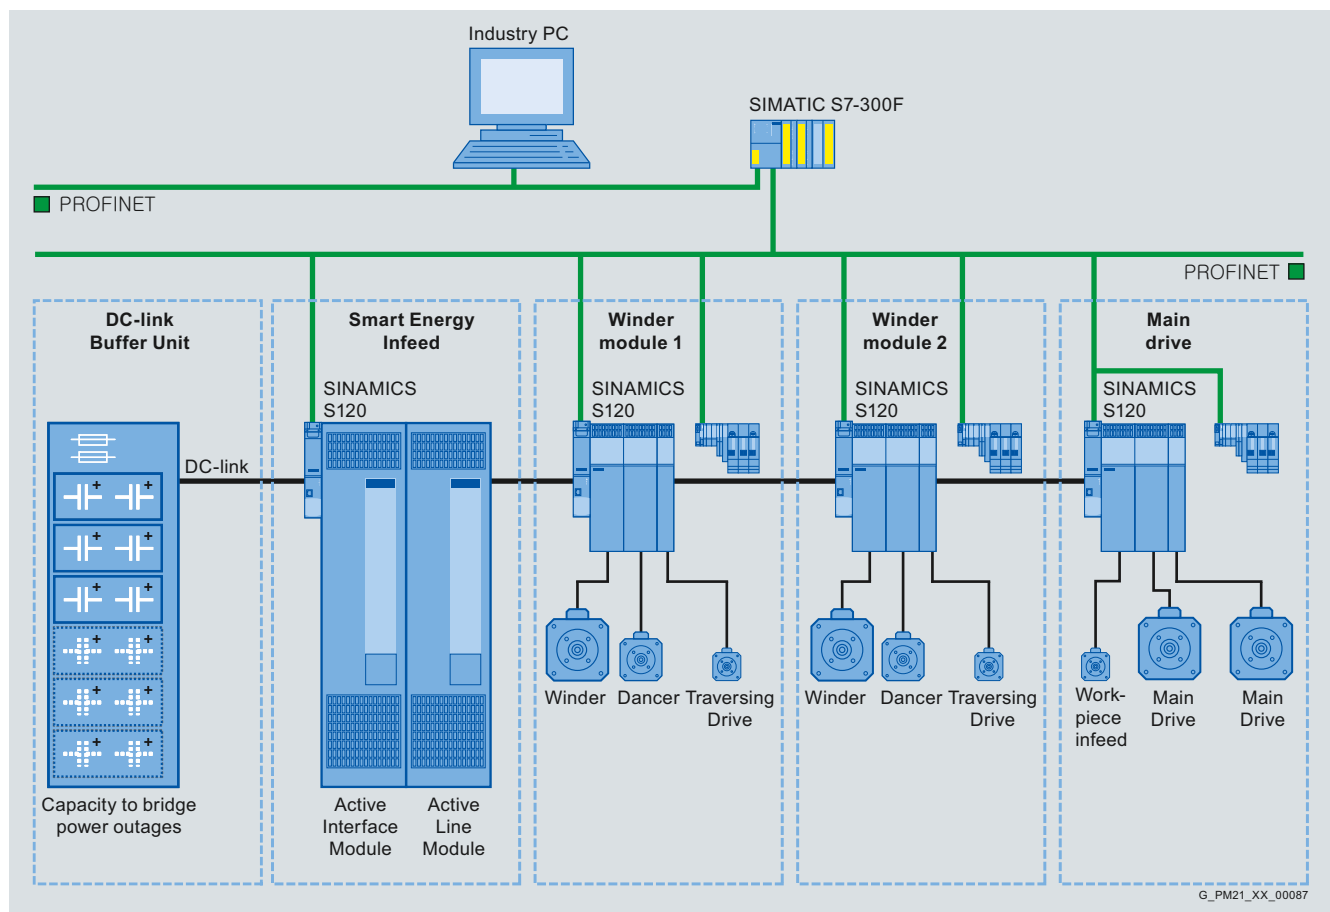 Industry PC
SIMATIC S7-300F
PROFINET
PROFINET
DC-link
Buffer Unit
Smart Energy
Infeed
Winder
module 1
Winder
module 2
Main
drive
SINAMICS
S120
SINAMICS
S120
SINAMICS
S120
SINAMICS
S120
DC-link
+ +
+ +
+ +
+ +
+ +
+ +
Winder
Dancer
Traversing
Drive
Winder
Dancer
Traversing
Drive
Work-
piece
infeed
Main
Drive
Main
Drive
Capacity to bridge
power outages
Active
Interface
Module
Active
Line
Module
G_PM21_XX_00087